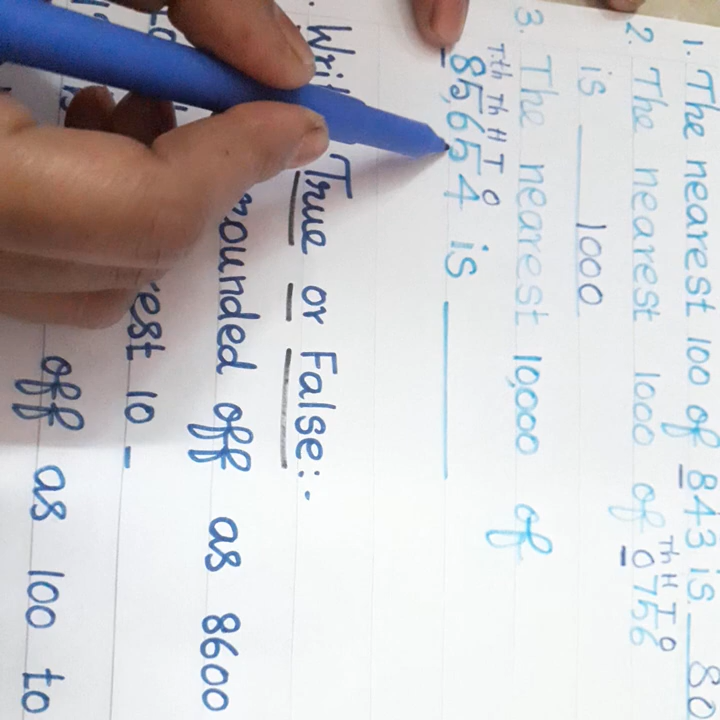 1. The nearest 100 of 843 is 80
2. The nearest 1000 of 0756
Th H T O
is 1000
3. The nearest 10,000 of
T.th Th H T O
85,654 is
True or False:-
rounded off as 8600
10 -
off as 100 to